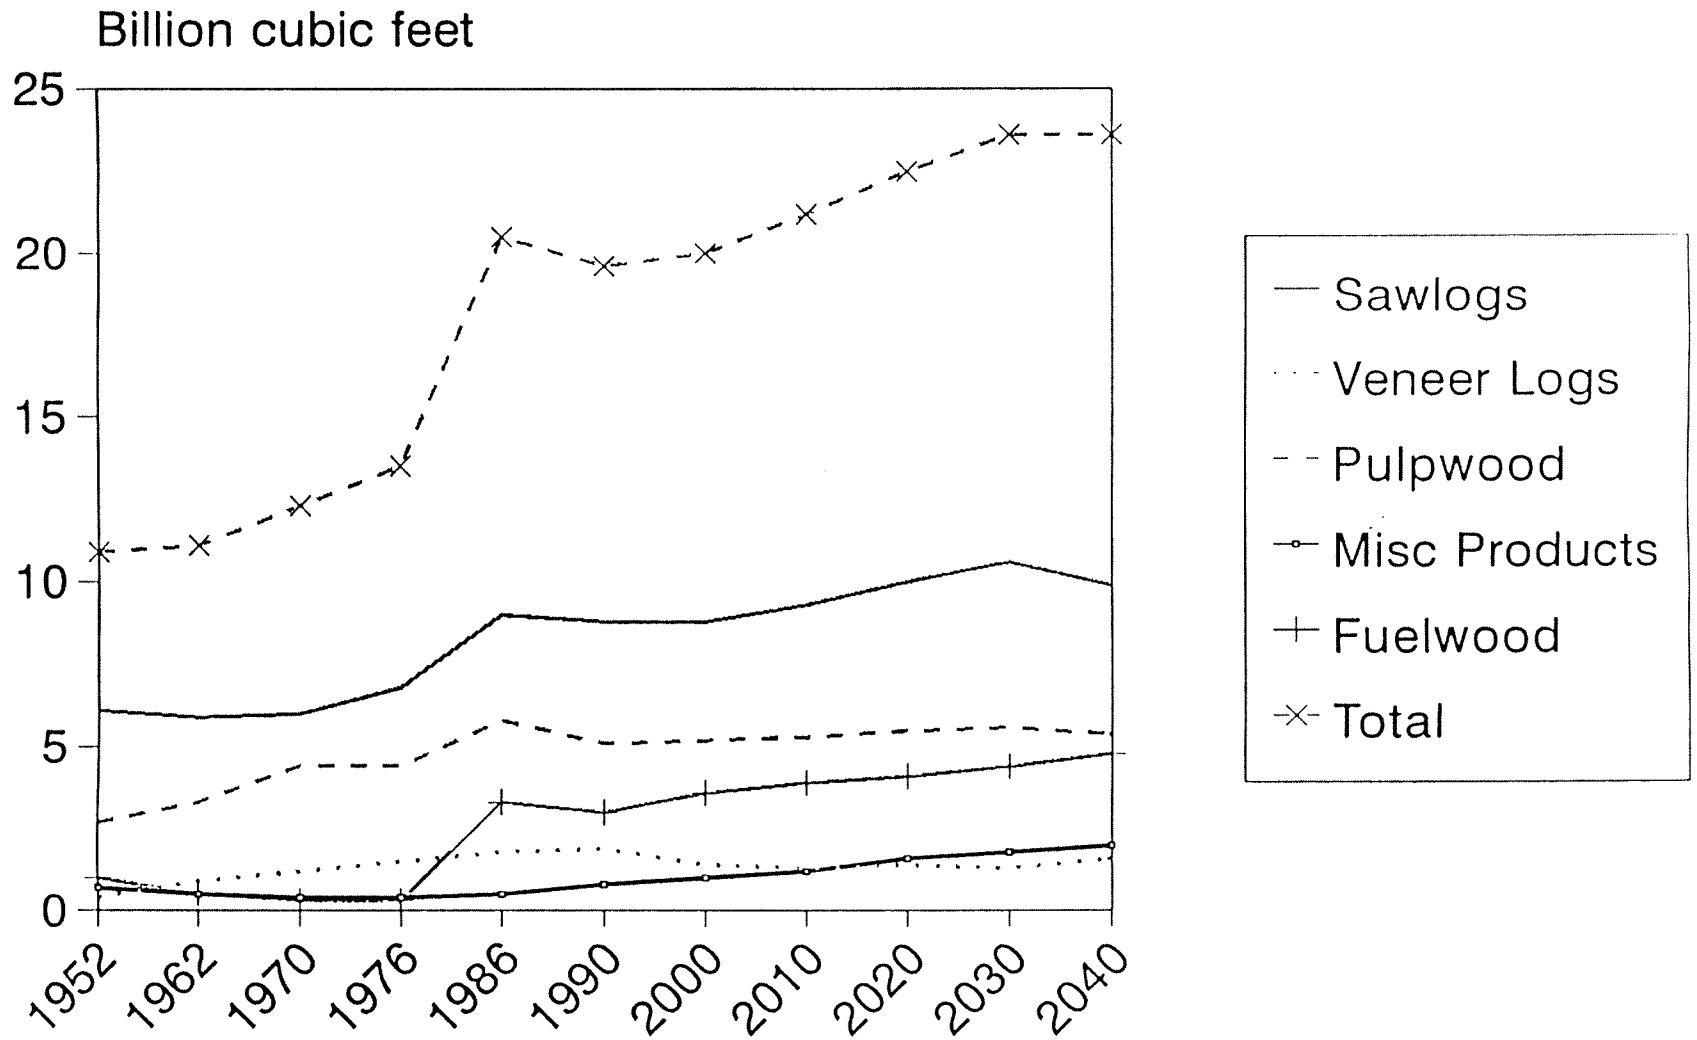 Billion cubic feet
25
20
15
10
5
0
1952
1962
1970
1976
1986
1990
2000
2010
2020
2030
2040
Sawlogs
Veneer Logs
Pulpwood
Misc Products
Fuelwood
Total